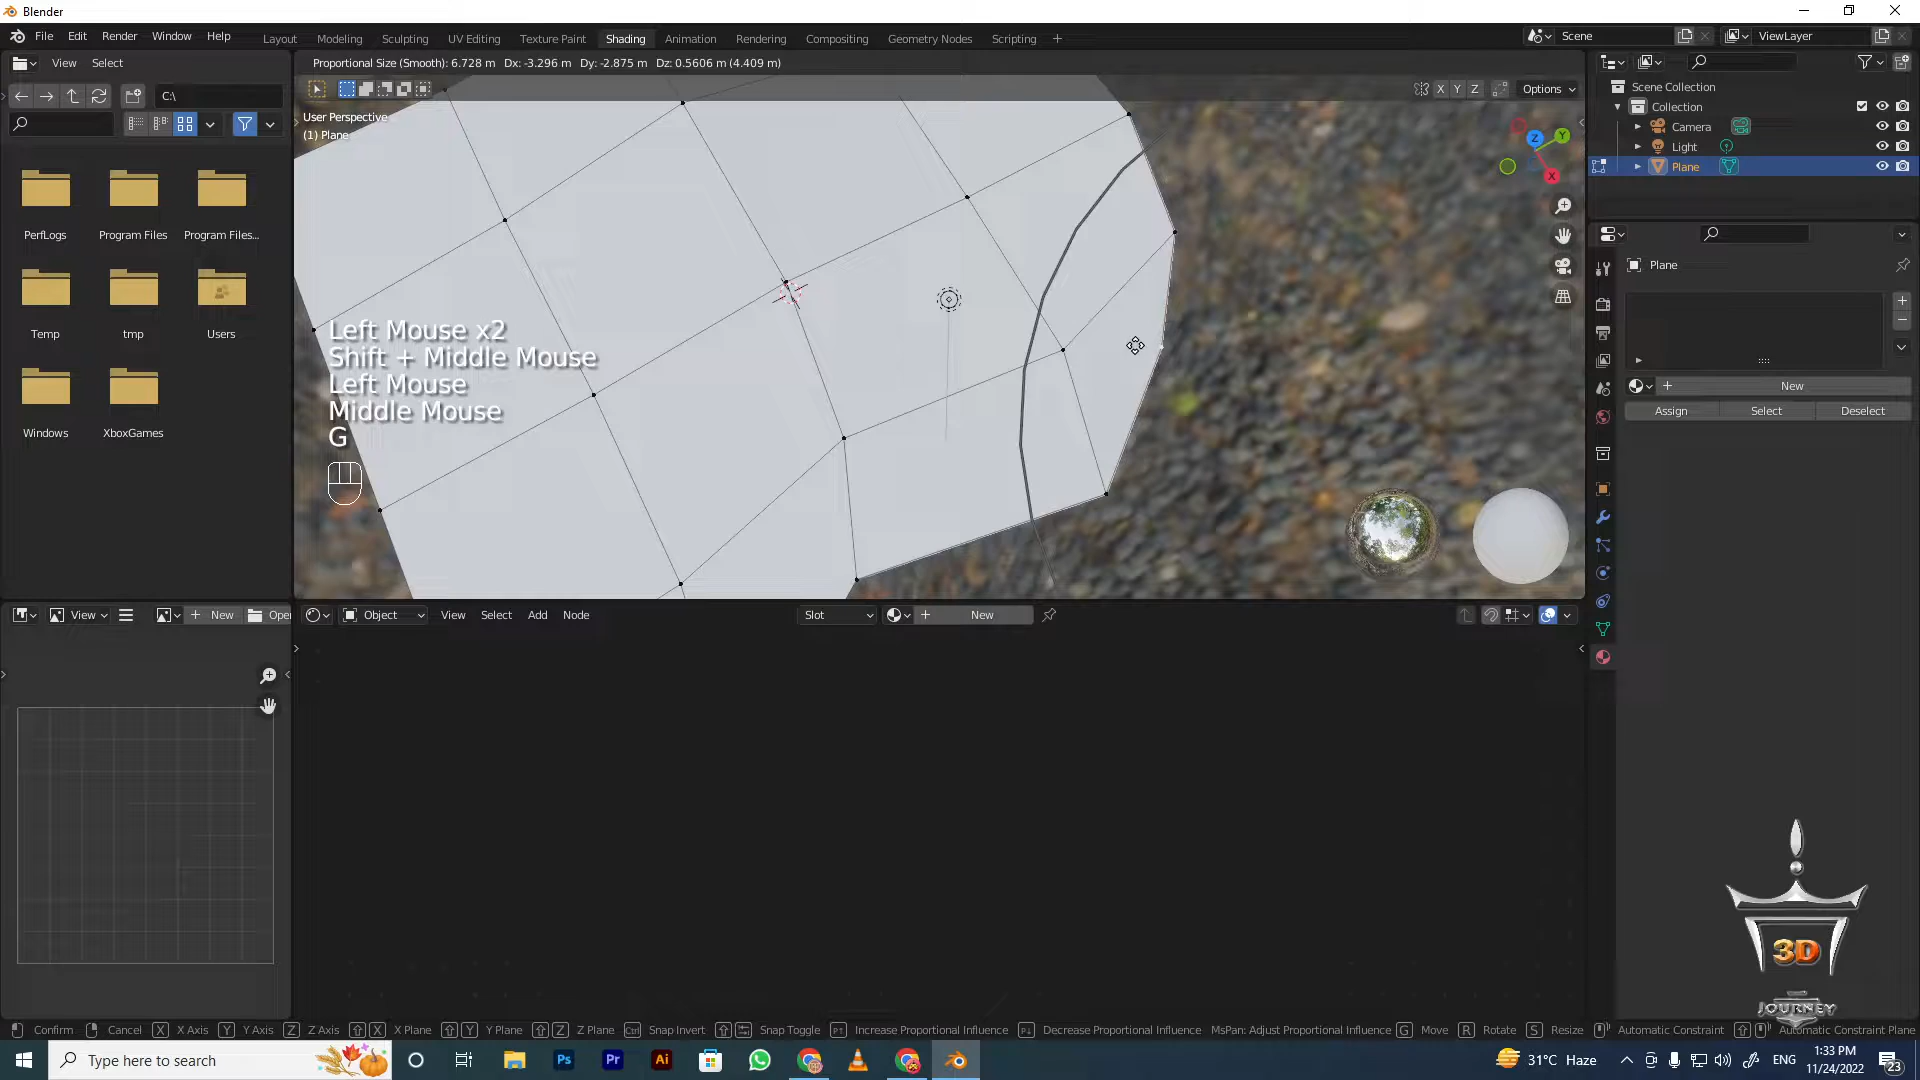 Blender
File Edit Render Window Help
Layout Modeling Sculpting UV Editing Texture Paint Shading Animation Rendering Compositing Geometry Nodes Scripting +
Scene
ViewLayer
View Select
Proportional Size (Smooth): 6.728 m Dx: -3.296 m Dy: -2.875 m Dz: 0.5606 m (4.409 m)
C:\
X Y Z Options
User Perspective
(1) Plane
Scene Collection
Collection
Camera
Light
Plane
Z Y X
PerfLogs
Program Files
Program Files...
Temp
tmp
Users
Windows
XboxGames
Left Mouse x2
Shift + Middle Mouse
Left Mouse
Middle Mouse
G
Plane
New
Assign Select Deselect
View
New
Ope
Object View Select Add Node
Slot
New
3D
JOURNEY
Confirm Cancel X X Axis Y Y Axis Z Z Axis X X Plane Y Y Plane Z Z Plane Ctrl Snap Invert Snap Toggle Increase Proportional Influence Decrease Proportional Influence MsPan: Adjust Proportional Influence G Move R Rotate S Resize Automatic Constraint Automatic Constraint Plane
Type here to search
Ps
Pr
Ai
31°C Haze
ENG
1:33 PM
11/24/2022
23